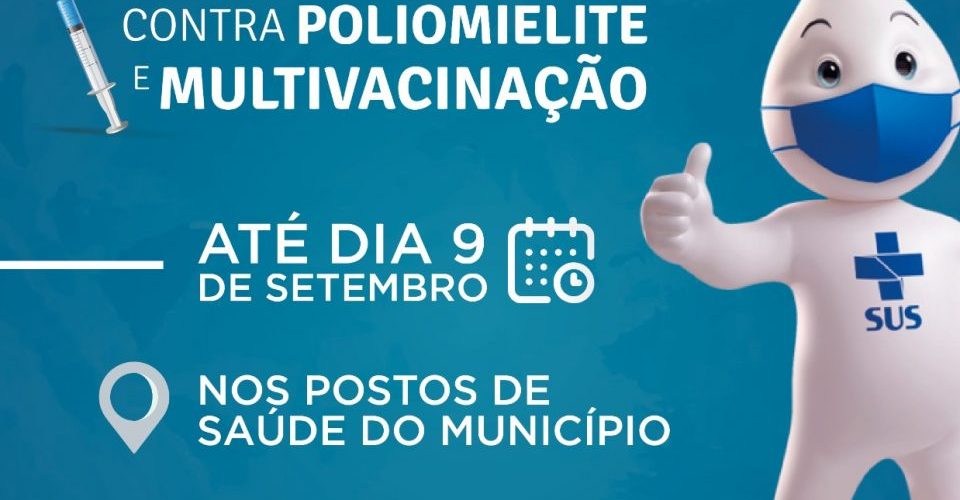 CONTRA POLIOMIELITE
E MULTIVACINAÇÃO
ATÉ DIA 9
DE SETEMBRO
SUS
NOS POSTOS DE
SAÚDE DO MUNICÍPIO